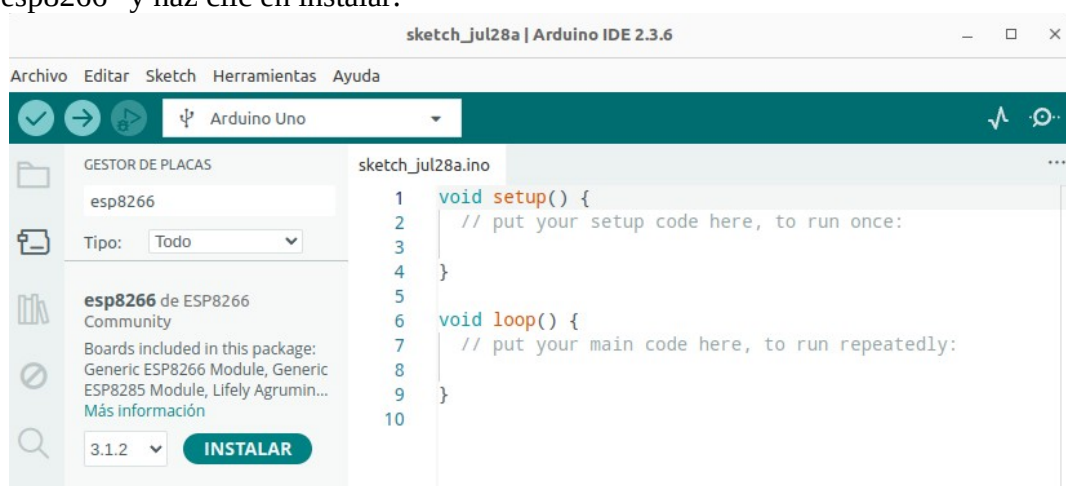 esp8266" y haz clic en Instalar.
sketch_jul28a | Arduino IDE 2.3.6
Archivo Editar Sketch Herramientas Ayuda
Arduino Uno
GESTOR DE PLACAS
esp8266
Tipo: Todo
esp8266 de ESP8266
Community
Boards included in this package:
Generic ESP8266 Module, Generic
ESP8285 Module, Lifely Agrumin...
Más información
3.1.2 INSTALAR
sketch_jul28a.ino
1 void setup() {
2 // put your setup code here, to run once:
3
4 }
5
6 void loop() {
7 // put your main code here, to run repeatedly:
8
9 }
10